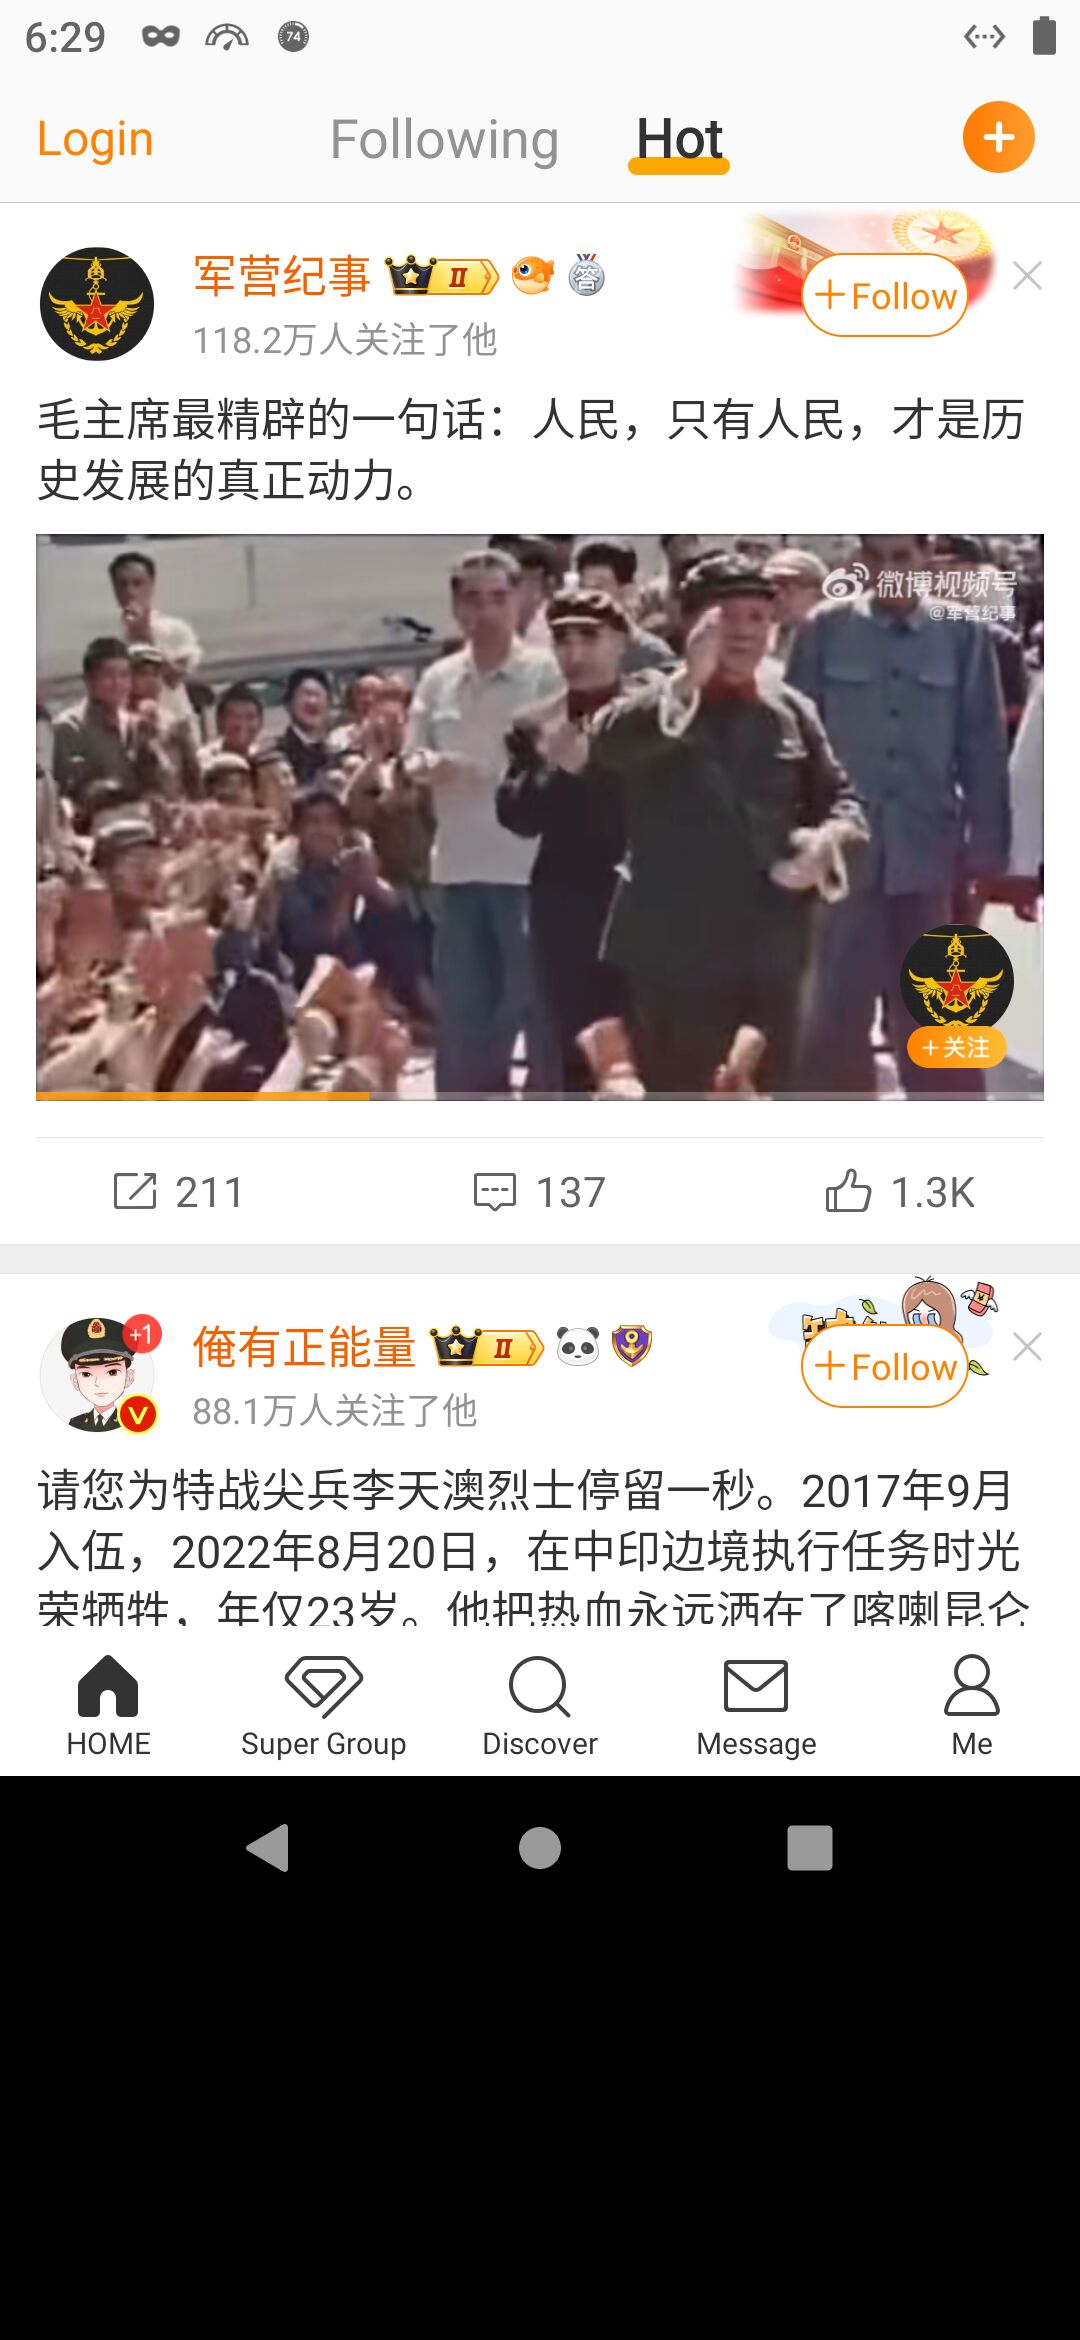 6:29
74
Login
Following
Hot
军营纪事 II 答
118.2万人关注了他
+Follow
毛主席最精辟的一句话：人民，只有人民，才是历
史发展的真正动力。
微博视频号
@军营纪事
+关注
211
137
1.3K
+1
V
俺有正能量 II
88.1万人关注了他
+Follow
请您为特战尖兵李天澳烈士停留一秒。2017年9月
入伍，2022年8月20日，在中印边境执行任务时光
荣牺牲，年仅23岁。他把热血永远洒在了喀喇昆仑
HOME
Super Group
Discover
Message
Me